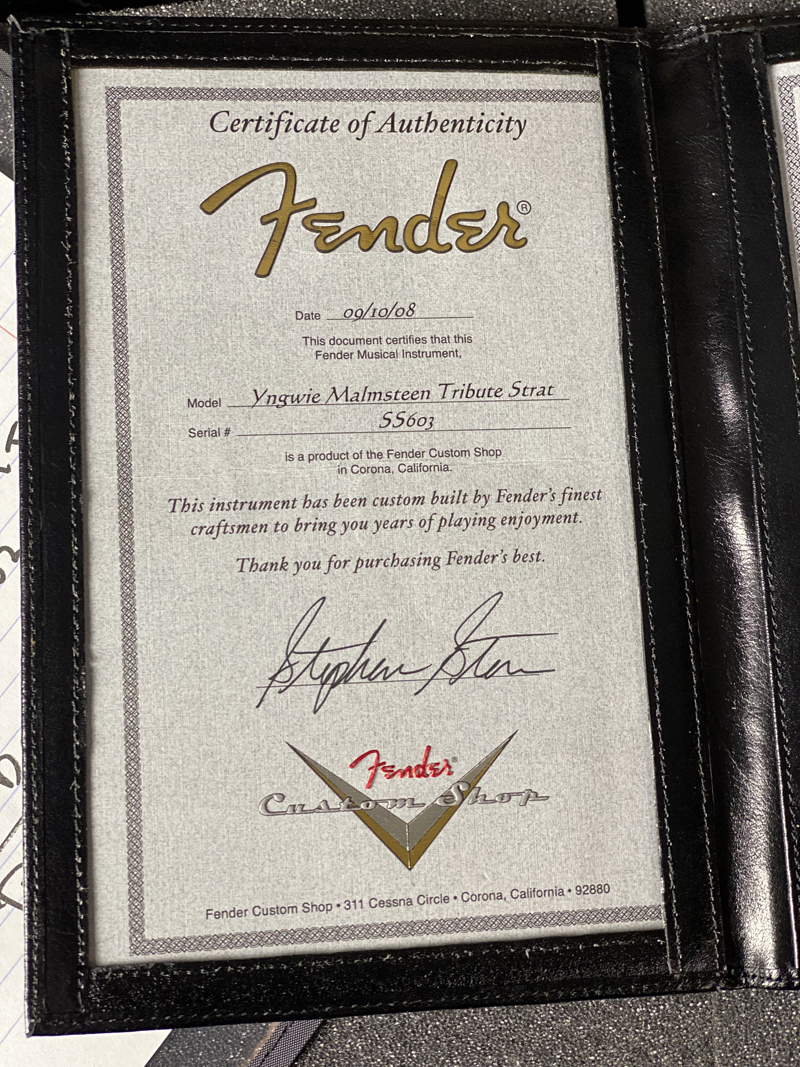 Certificate of Authenticity
Fender®
Date 09/10/08
This document certifies that this
Fender Musical Instrument,
Model Yngwie Malmsteen Tribute Strat
Serial # SS603
is a product of the Fender Custom Shop
in Corona, California.
This instrument has been custom built by Fender's finest
craftsmen to bring you years of playing enjoyment.
Thank you for purchasing Fender's best.
Stephen Stern
Fender®
Custom Shop
Fender Custom Shop • 311 Cessna Circle • Corona, California • 92880